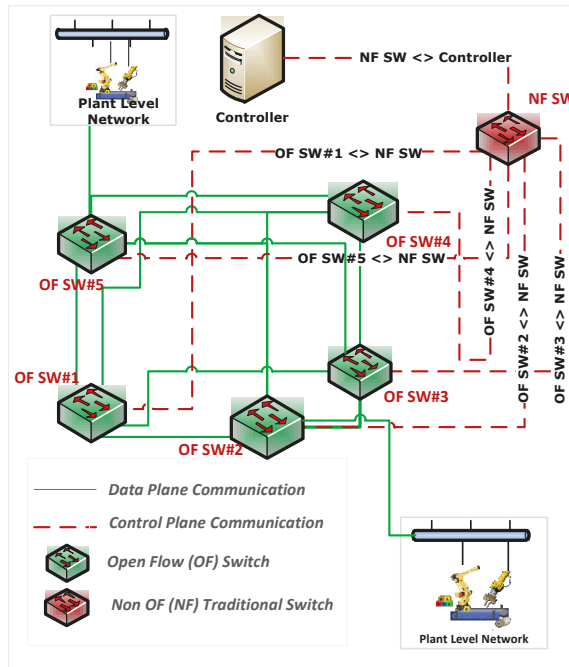 Plant Level
Network
Controller
NF SW <> Controller
NF SW
OF SW#1 <> NF SW
OF SW#4
OF SW#5 <> NF SW
OF SW#5
OF SW#4 <> NF SW
OF SW#2 <> NF SW
OF SW#3 <> NF SW
OF SW#1
OF SW#3
OF SW#2
Data Plane Communication
Control Plane Communication
Open Flow (OF) Switch
Non OF (NF) Traditional Switch
Plant Level Network